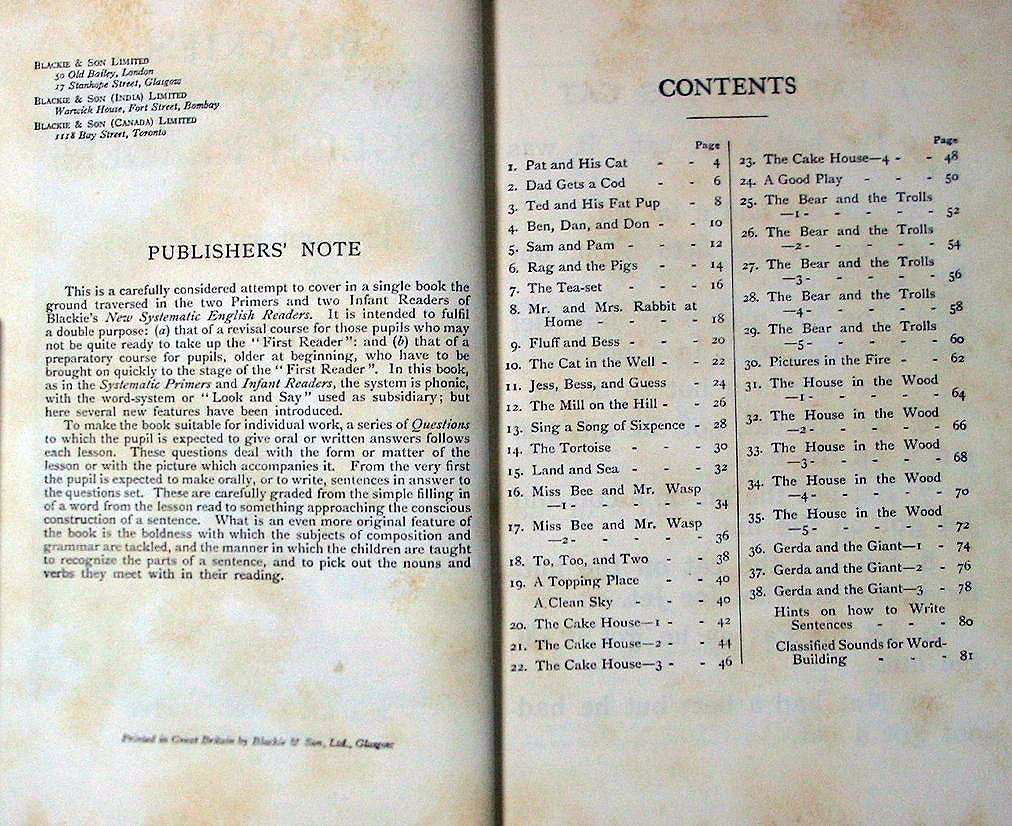 BLACKIE & SON LIMITED
50 Old Bailey, London
17 Stanhope Street, Glasgow
BLACKIE & SON (INDIA) LIMITED
Warwick House, Fort Street, Bombay
BLACKIE & SON (CANADA) LIMITED
1118 Bay Street, Toronto
PUBLISHERS' NOTE
This is a carefully considered attempt to cover in a single book the
ground traversed in the two Primers and two Infant Readers of
Blackie's New Systematic English Readers. It is intended to fulfil
a double purpose: (a) that of a revisal course for those pupils who may
not be quite ready to take up the "First Reader": and (b) that of a
preparatory course for pupils, older at beginning, who have to be
brought on quickly to the stage of the "First Reader". In this book,
as in the Systematic Primers and Infant Readers, the system is phonic,
with the word-system or "Look and Say" used as subsidiary; but
here several new features have been introduced.
To make the book suitable for individual work, a series of Questions
to which the pupil is expected to give oral or written answers follows
each lesson. These questions deal with the form or matter of the
lesson or with the picture which accompanies it. From the very first
the pupil is expected to make orally, or to write, sentences in answer to
the questions set. These are carefully graded from the simple filling in
of a word from the lesson read to something approaching the conscious
construction of a sentence. What is an even more original feature of
the book is the boldness with which the subjects of composition and
grammar are tackled, and the manner in which the children are taught
to recognize the parts of a sentence, and to pick out the nouns and
verbs they meet with in their reading.
Printed in Great Britain by Blackie & Son, Ltd., Glasgow
CONTENTS
Page
1. Pat and His Cat - - 4
2. Dad Gets a Cod - - 6
3. Ted and His Fat Pup - 8
4. Ben, Dan, and Don - - 10
5. Sam and Pam - - - 12
6. Rag and the Pigs - - 14
7. The Tea-set - - - 16
8. Mr. and Mrs. Rabbit at
Home - - - - - 18
9. Fluff and Bess - - - 20
10. The Cat in the Well - - 22
11. Jess, Bess, and Guess - 24
12. The Mill on the Hill - - 26
13. Sing a Song of Sixpence - 28
14. The Tortoise - - - 30
15. Land and Sea - - - 32
16. Miss Bee and Mr. Wasp
—1 - - - - - 34
17. Miss Bee and Mr. Wasp
—2 - - - - - 36
18. To, Too, and Two - - 38
19. A Topping Place - - 40
A Clean Sky - - - 40
20. The Cake House—1 - - 42
21. The Cake House—2 - - 44
22. The Cake House—3 - - 46
Page
23. The Cake House—4 - - 48
24. A Good Play - - - 50
25. The Bear and the Trolls
—1 - - - - - 52
26. The Bear and the Trolls
—2 - - - - - 54
27. The Bear and the Trolls
—3 - - - - - 56
28. The Bear and the Trolls
—4 - - - - - 58
29. The Bear and the Trolls
—5 - - - - - 60
30. Pictures in the Fire - - 62
31. The House in the Wood
—1 - - - - - 64
32. The House in the Wood
—2 - - - - - 66
33. The House in the Wood
—3 - - - - - 68
34. The House in the Wood
—4 - - - - - 70
35. The House in the Wood
—5 - - - - - 72
36. Gerda and the Giant—1 - 74
37. Gerda and the Giant—2 - 76
38. Gerda and the Giant—3 - 78
Hints on how to Write
Sentences - - - 80
Classified Sounds for Word-
Building - - - 81